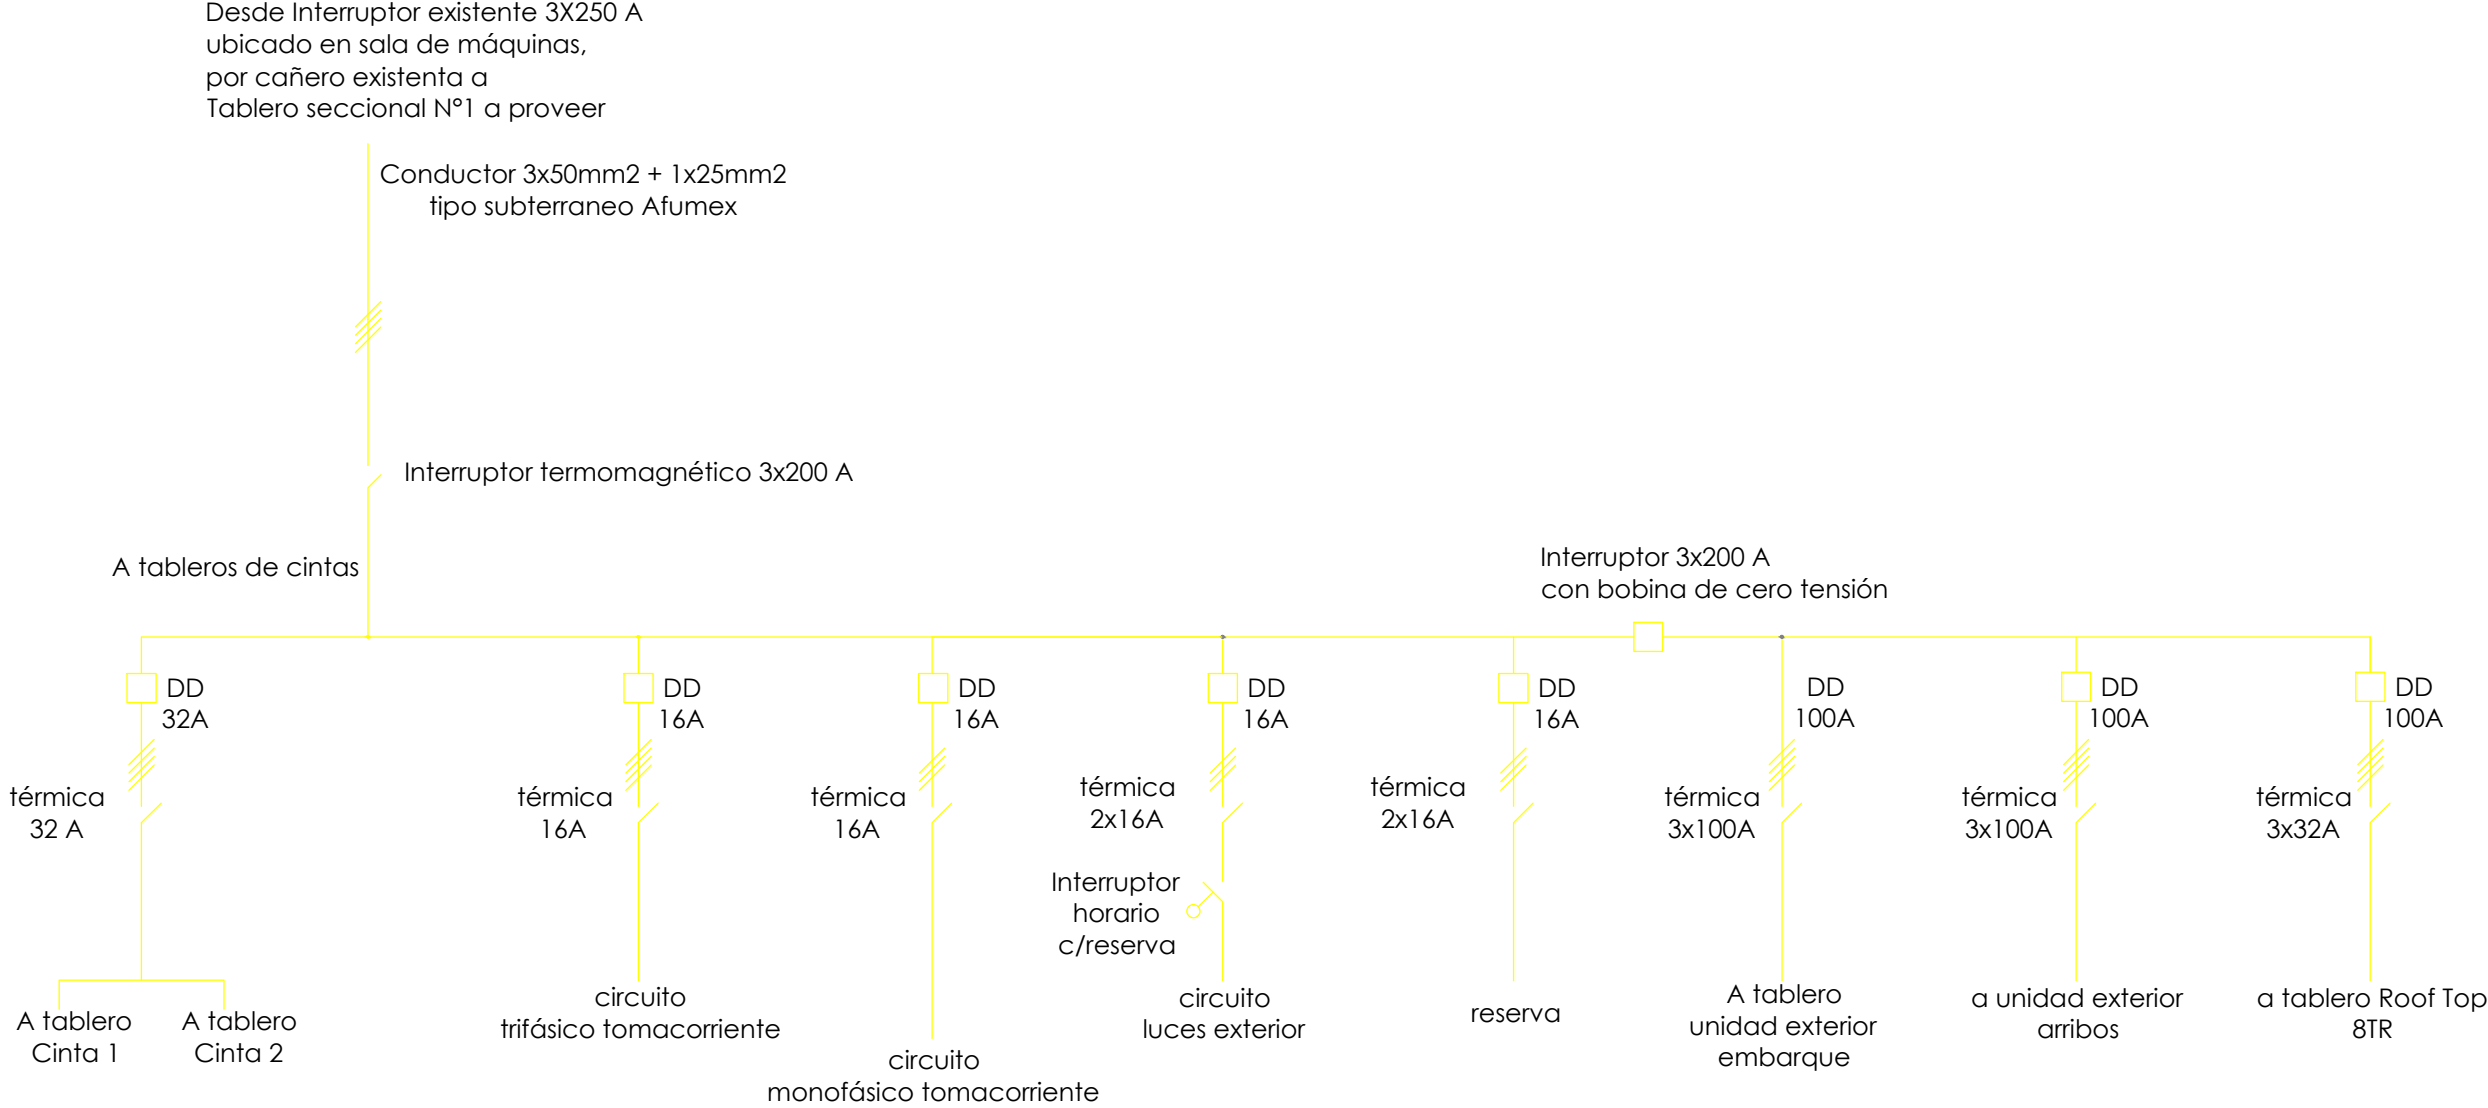 Desde Interruptor existente 3X250 A
ubicado en sala de máquinas,
por cañero existenta a
Tablero seccional N°1 a proveer
Conductor 3x50mm2 + 1x25mm2
tipo subterraneo Afumex
Interruptor termomagnético 3x200 A
A tableros de cintas
Interruptor 3x200 A
con bobina de cero tensión
DD
32A
térmica
32 A
A tablero
Cinta 1
A tablero
Cinta 2
DD
16A
térmica
16A
circuito
trifásico tomacorriente
DD
16A
térmica
16A
circuito
monofásico tomacorriente
DD
16A
térmica
2x16A
Interruptor
horario
c/reserva
circuito
luces exterior
DD
16A
térmica
2x16A
reserva
DD
100A
térmica
3x100A
A tablero
unidad exterior
embarque
DD
100A
térmica
3x100A
a unidad exterior
arribos
DD
100A
térmica
3x32A
a tablero Roof Top
8TR